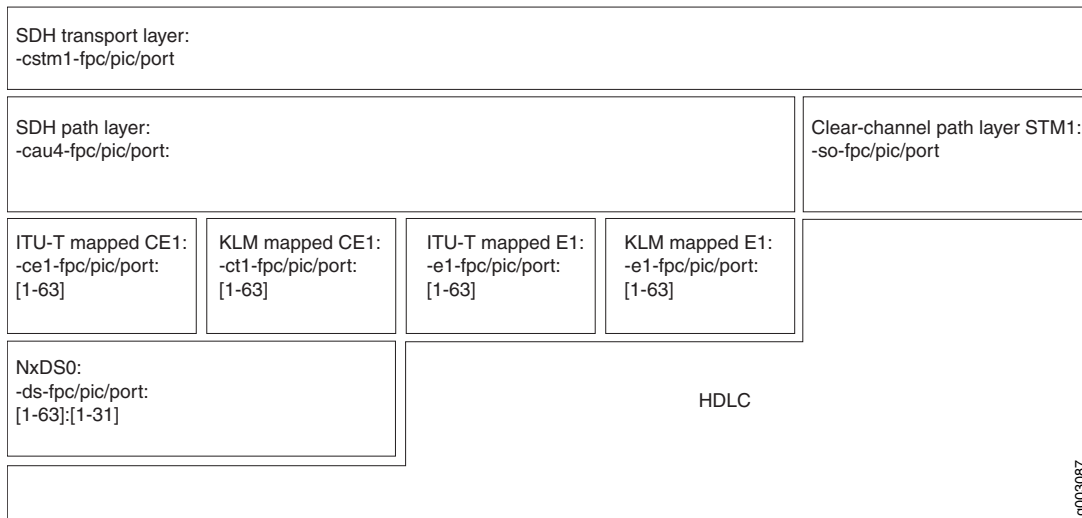 SDH transport layer:
-cstm1-fpc/pic/port
SDH path layer:
-cau4-fpc/pic/port:
Clear-channel path layer STM1:
-so-fpc/pic/port
ITU-T mapped CE1:
-ce1-fpc/pic/port:
[1-63]
KLM mapped CE1:
-ct1-fpc/pic/port:
[1-63]
ITU-T mapped E1:
-e1-fpc/pic/port:
[1-63]
KLM mapped E1:
-e1-fpc/pic/port:
[1-63]
NxDS0:
-ds-fpc/pic/port:
[1-63]:[1-31]
HDLC
g003087